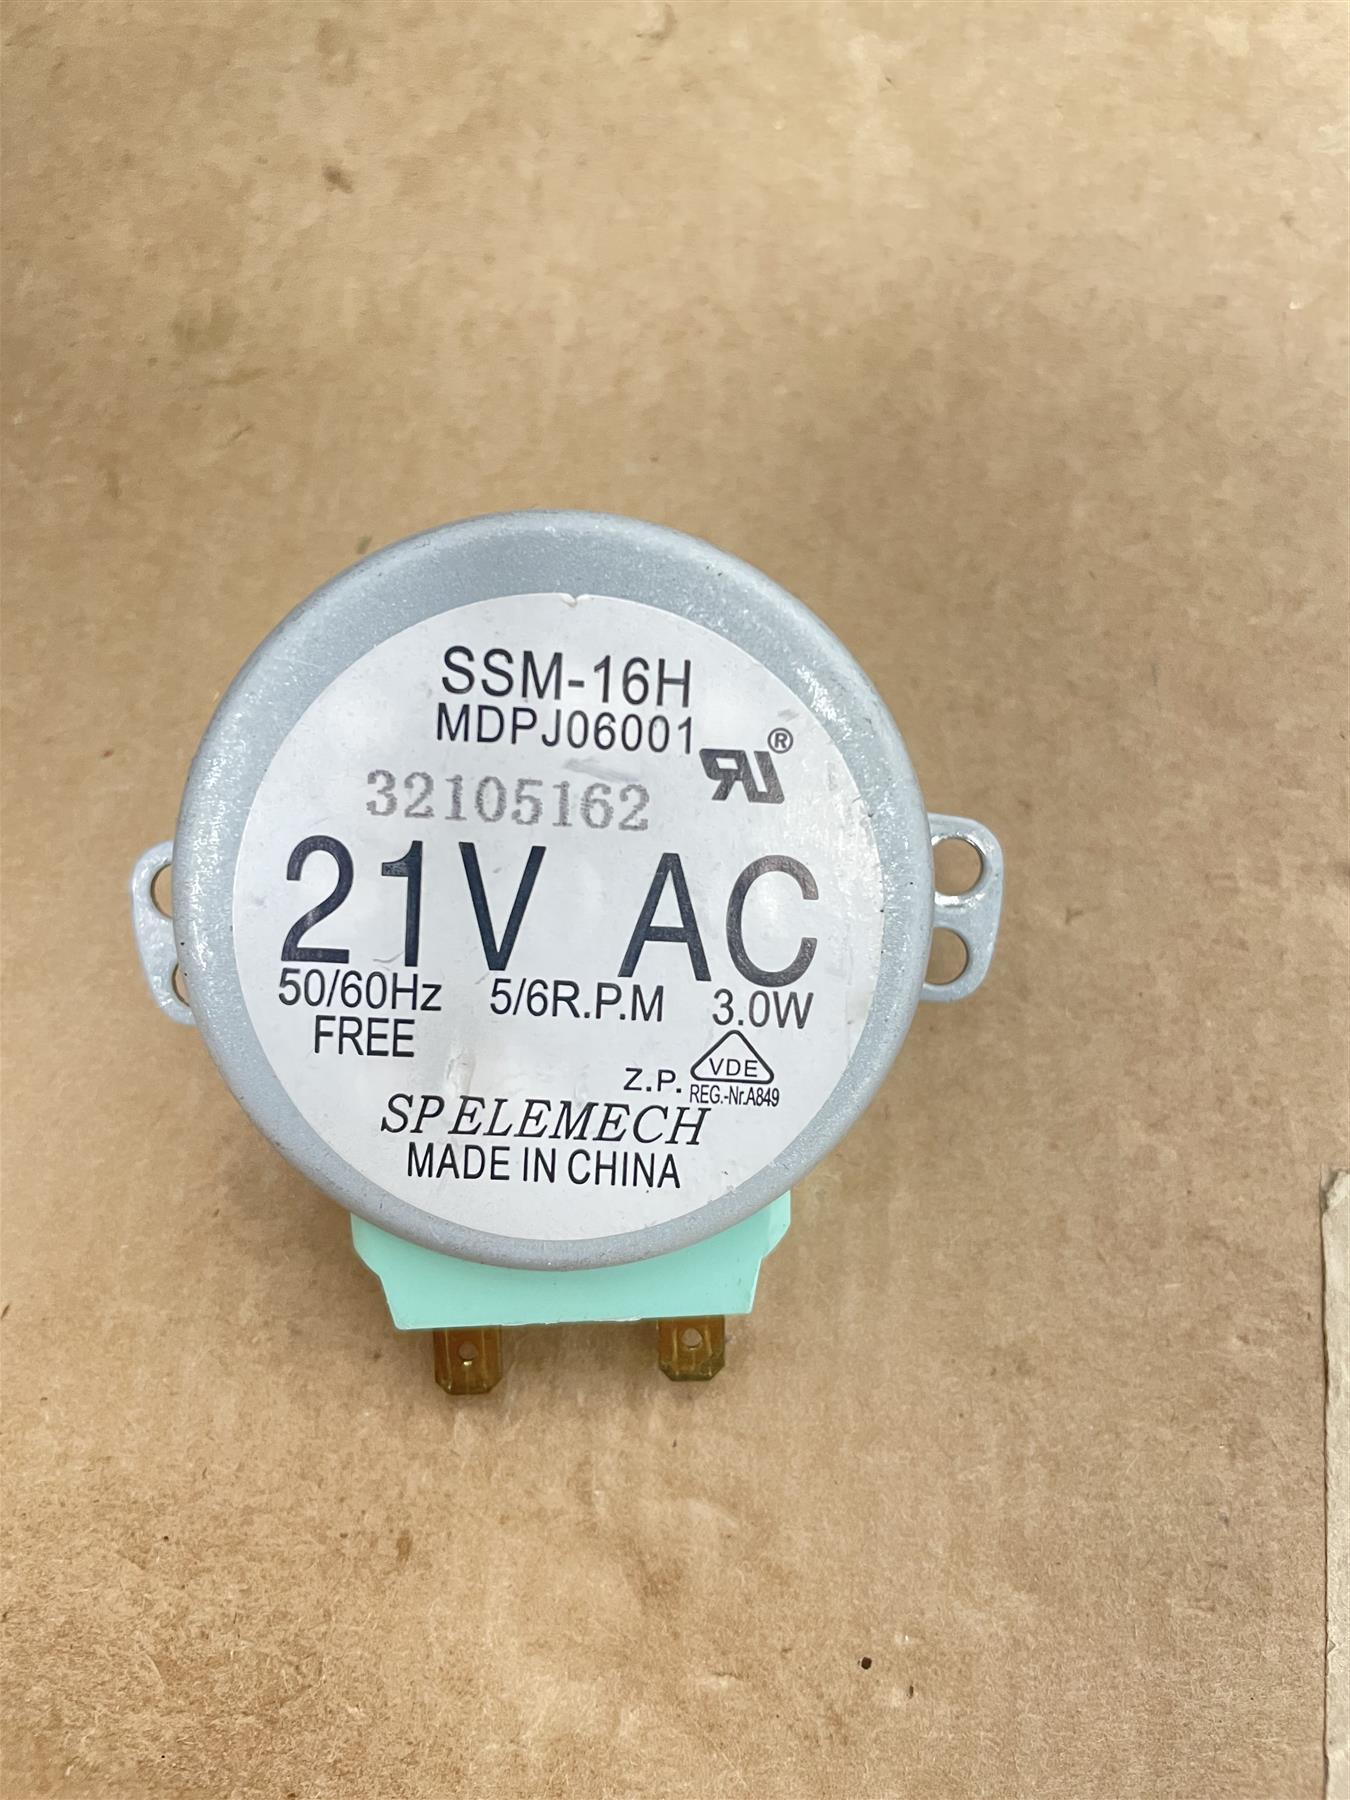 SSM-16H
MDPJ06001
RU®
32105162
21V AC
50/60Hz 5/6R.P.M 3.0W
FREE
VDE
Z.P. REG.-Nr.A849
SPELEMECH
MADE IN CHINA